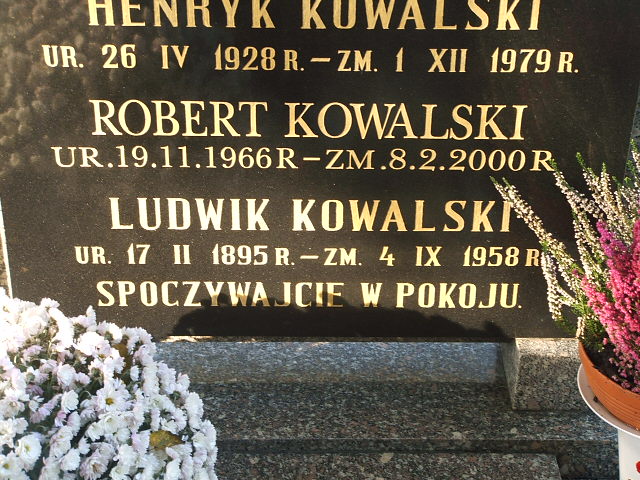 HENRYK KOWALSKI
UR. 26 IV 1928 R. – ZM. 1 XII 1979 R.
ROBERT KOWALSKI
UR. 19.11.1966 R – ZM. 8.2.2000 R
LUDWIK KOWALSKI
UR. 17 II 1895 R. – ZM. 4 IX 1958 R
SPOCZYWAJCIE W POKOJU.